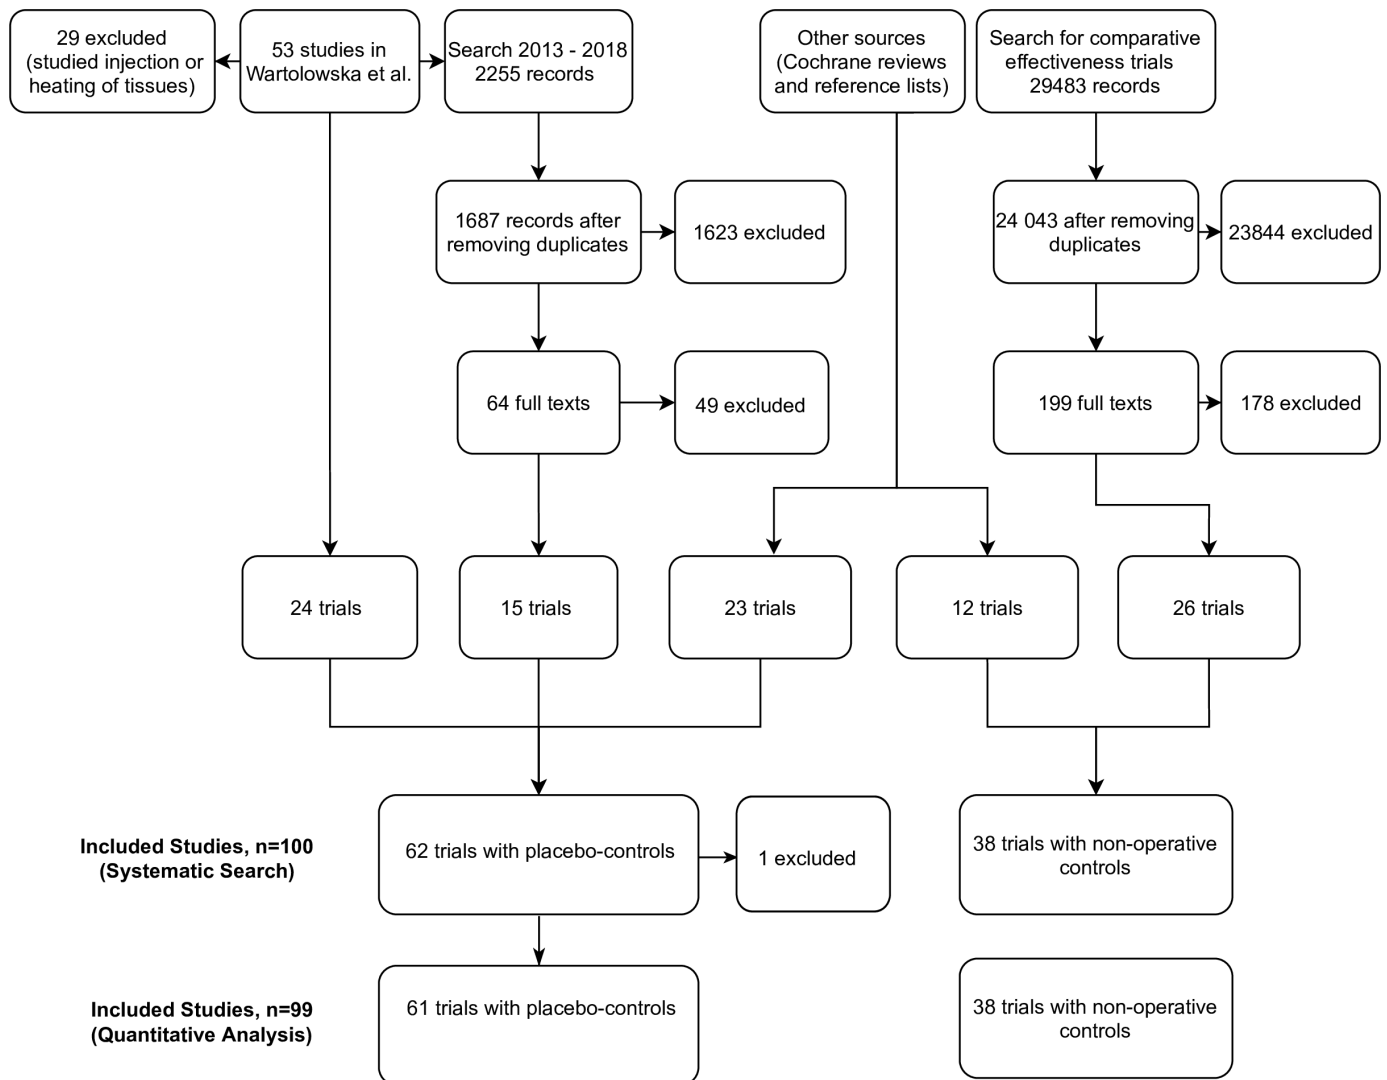 29 excluded
(studied injection or
heating of tissues)
53 studies in
Wartolowska et al.
Search 2013 - 2018
2255 records
Other sources
(Cochrane reviews
and reference lists)
Search for comparative
effectiveness trials
29483 records
1687 records after
removing duplicates
1623 excluded
24 043 after removing
duplicates
23844 excluded
64 full texts
49 excluded
199 full texts
178 excluded
24 trials
15 trials
23 trials
12 trials
26 trials
Included Studies, n=100
(Systematic Search)
62 trials with placebo-controls
1 excluded
38 trials with non-operative
controls
Included Studies, n=99
(Quantitative Analysis)
61 trials with placebo-controls
38 trials with non-operative
controls